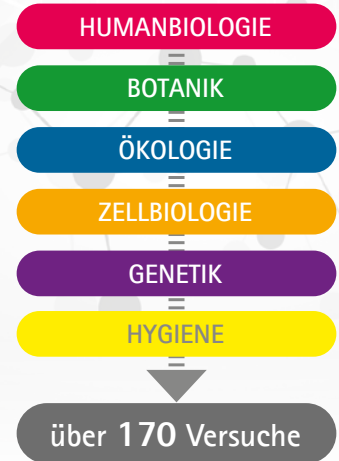 HUMANBIOLOGIE
BOTANIK
ÖKOLOGIE
ZELLBIOLOGIE
GENETIK
HYGIENE
über 170 Versuche